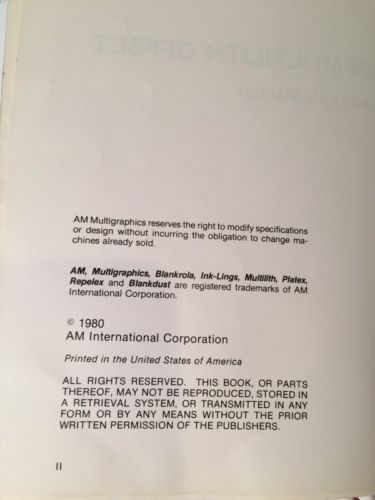 AM Multigraphics reserves the right to modify specifications
or design without incurring the obligation to change ma-
chines already sold.
AM, Multigraphics, Blankrola, Ink-Lings, Multilith, Platex,
Repelex and Blankdust are registered trademarks of AM
International Corporation.
© 1980
AM International Corporation
Printed in the United States of America
ALL RIGHTS RESERVED. THIS BOOK, OR PARTS
THEREOF, MAY NOT BE REPRODUCED, STORED IN
A RETRIEVAL SYSTEM, OR TRANSMITTED IN ANY
FORM OR BY ANY MEANS WITHOUT THE PRIOR
WRITTEN PERMISSION OF THE PUBLISHERS.
II